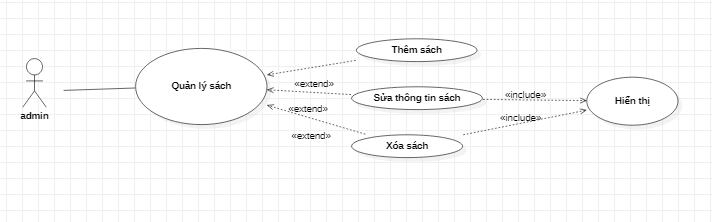 admin
Quản lý sách
Thêm sách
«extend»
Sửa thông tin sách
«extend»
«include»
Hiển thị
Xóa sách
«extend»
«include»